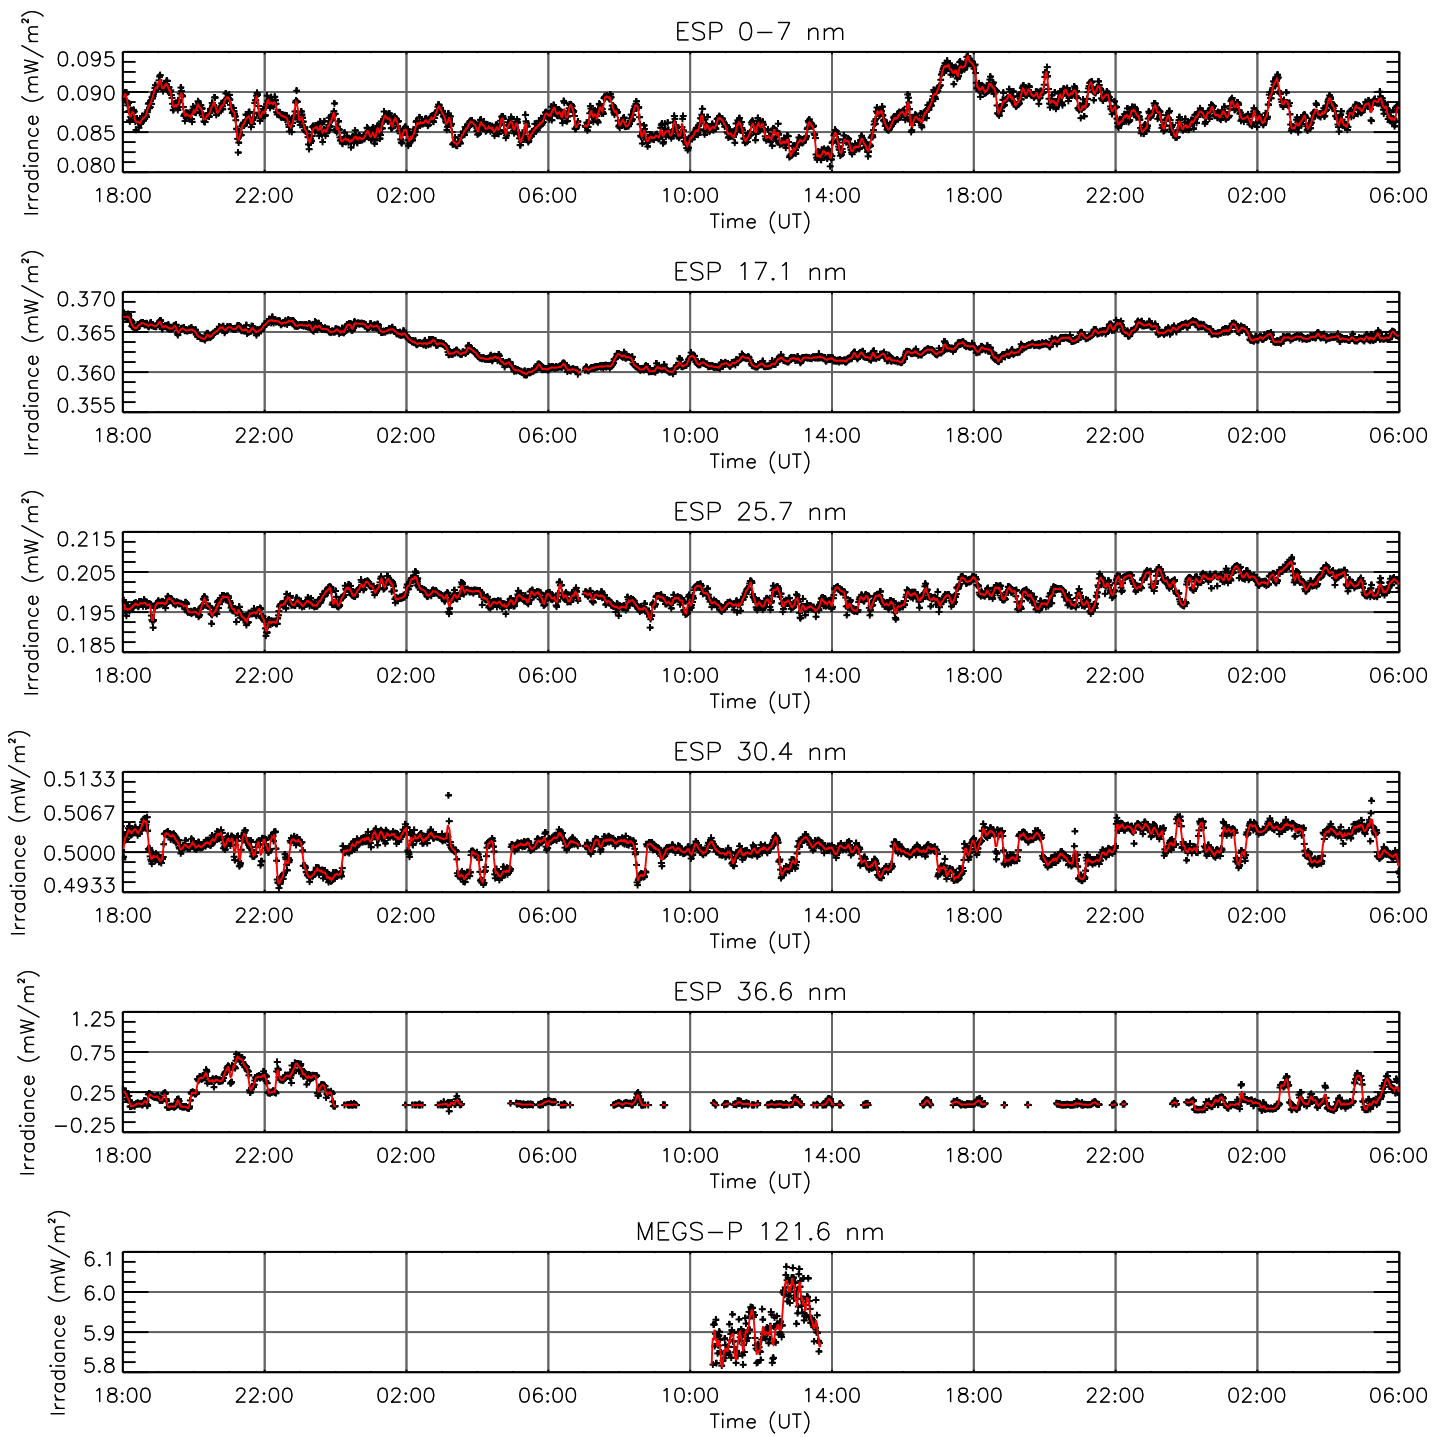 ESP 0−7 nm
Irradiance (mW/m²)
0.095
0.090
0.085
0.080
18:00 22:00 02:00 06:00 10:00 14:00 18:00 22:00 02:00 06:00
Time (UT)
ESP 17.1 nm
Irradiance (mW/m²)
0.370
0.365
0.360
0.355
18:00 22:00 02:00 06:00 10:00 14:00 18:00 22:00 02:00 06:00
Time (UT)
ESP 25.7 nm
Irradiance (mW/m²)
0.215
0.205
0.195
0.185
18:00 22:00 02:00 06:00 10:00 14:00 18:00 22:00 02:00 06:00
Time (UT)
ESP 30.4 nm
Irradiance (mW/m²)
0.5133
0.5067
0.5000
0.4933
18:00 22:00 02:00 06:00 10:00 14:00 18:00 22:00 02:00 06:00
Time (UT)
ESP 36.6 nm
Irradiance (mW/m²)
1.25
0.75
0.25
−0.25
18:00 22:00 02:00 06:00 10:00 14:00 18:00 22:00 02:00 06:00
Time (UT)
MEGS−P 121.6 nm
Irradiance (mW/m²)
6.1
6.0
5.9
5.8
18:00 22:00 02:00 06:00 10:00 14:00 18:00 22:00 02:00 06:00
Time (UT)